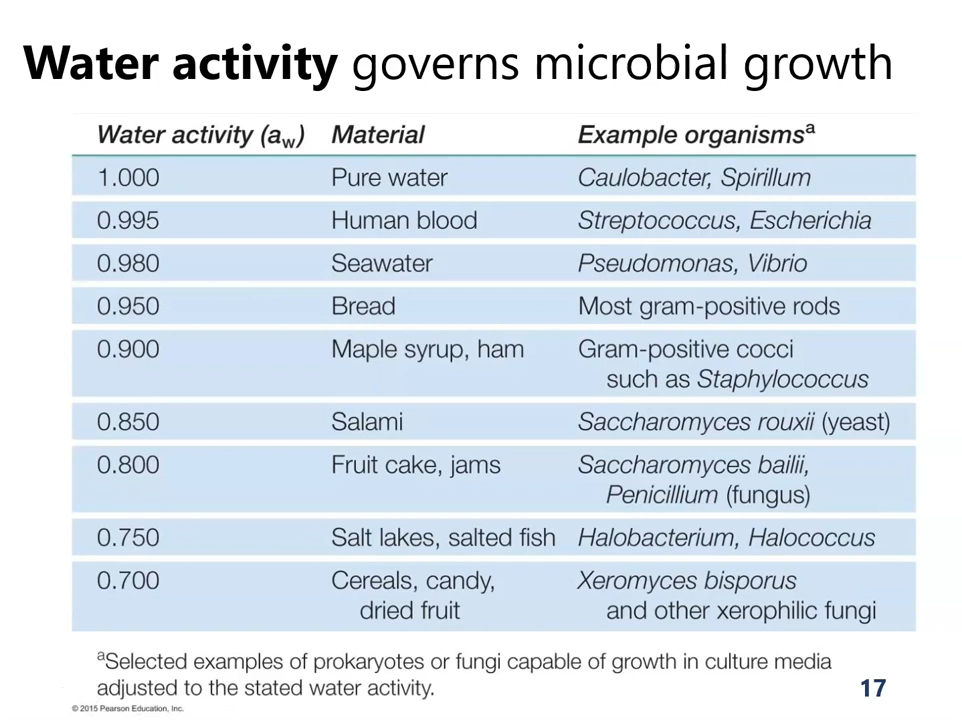 Water activity governs microbial growth
Water activity (aw) Material Example organismsa
1.000 Pure water Caulobacter, Spirillum
0.995 Human blood Streptococcus, Escherichia
0.980 Seawater Pseudomonas, Vibrio
0.950 Bread Most gram-positive rods
0.900 Maple syrup, ham Gram-positive cocci
such as Staphylococcus
0.850 Salami Saccharomyces rouxii (yeast)
0.800 Fruit cake, jams Saccharomyces bailii,
Penicillium (fungus)
0.750 Salt lakes, salted fish Halobacterium, Halococcus
0.700 Cereals, candy, Xeromyces bisporus
dried fruit and other xerophilic fungi
aSelected examples of prokaryotes or fungi capable of growth in culture media
adjusted to the stated water activity.
17
© 2015 Pearson Education, Inc.